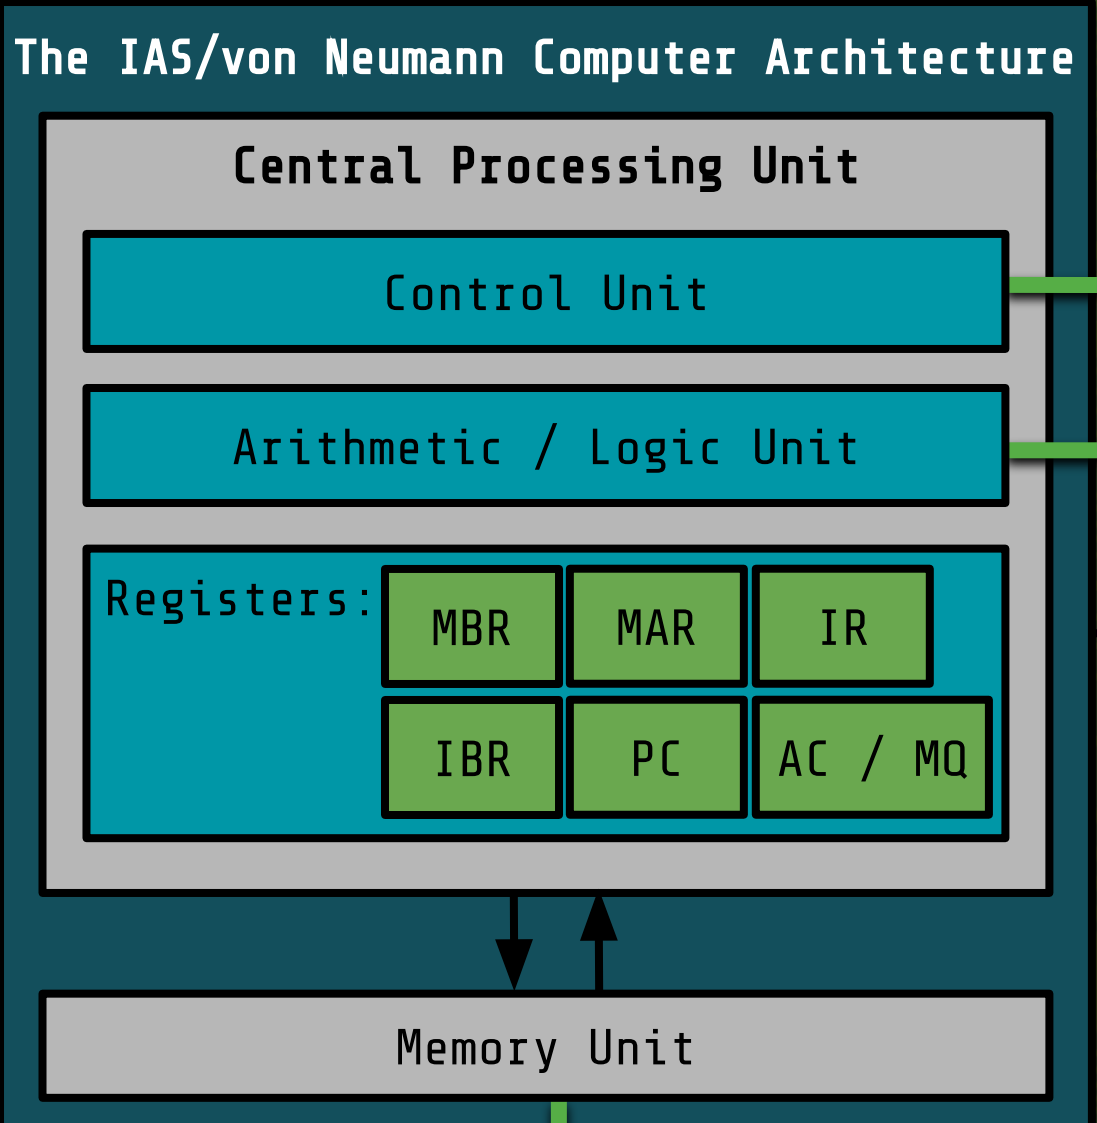 The IAS/von Neumann Computer Architecture
Central Processing Unit
Control Unit
Arithmetic / Logic Unit
Registers:
MBR
MAR
IR
IBR
PC
AC / MQ
Memory Unit